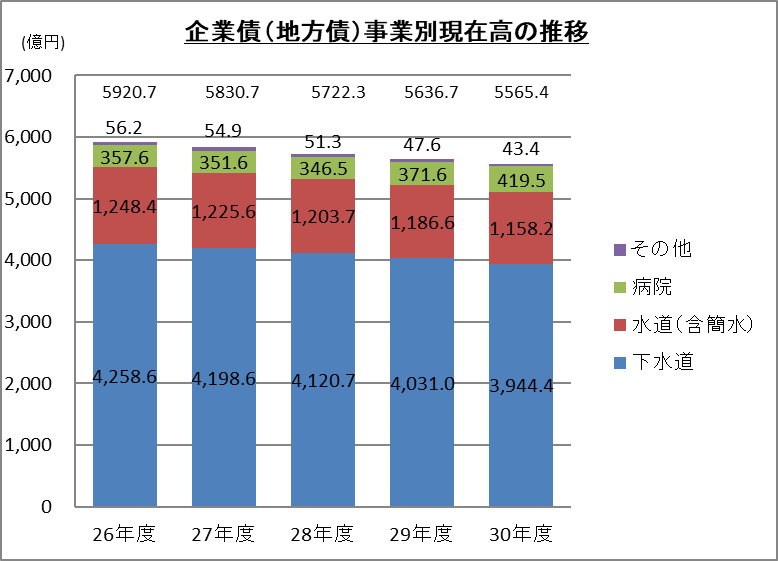 企業債（地方債）事業別現在高の推移
(億円)
7,000
5920.7 5830.7 5722.3 5636.7 5565.4
56.2 54.9 51.3 47.6 43.4
6,000
357.6 351.6 346.5 371.6 419.5
5,000
1,248.4 1,225.6 1,203.7 1,186.6 1,158.2
4,000
3,000
4,258.6 4,198.6 4,120.7 4,031.0 3,944.4
2,000
1,000
0
26年度 27年度 28年度 29年度 30年度
その他
病院
水道（含簡水）
下水道